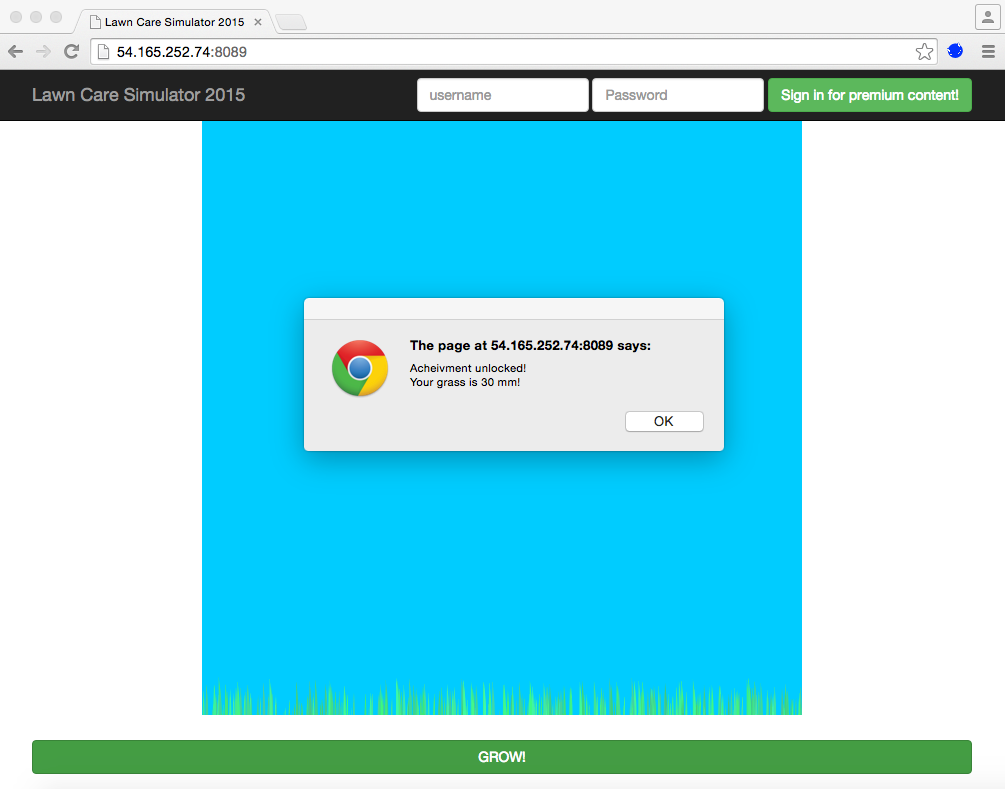 Lawn Care Simulator 2015
54.165.252.74:8089
Lawn Care Simulator 2015
username
Password
Sign in for premium content!
The page at 54.165.252.74:8089 says:
Acheivment unlocked!
Your grass is 30 mm!
OK
GROW!